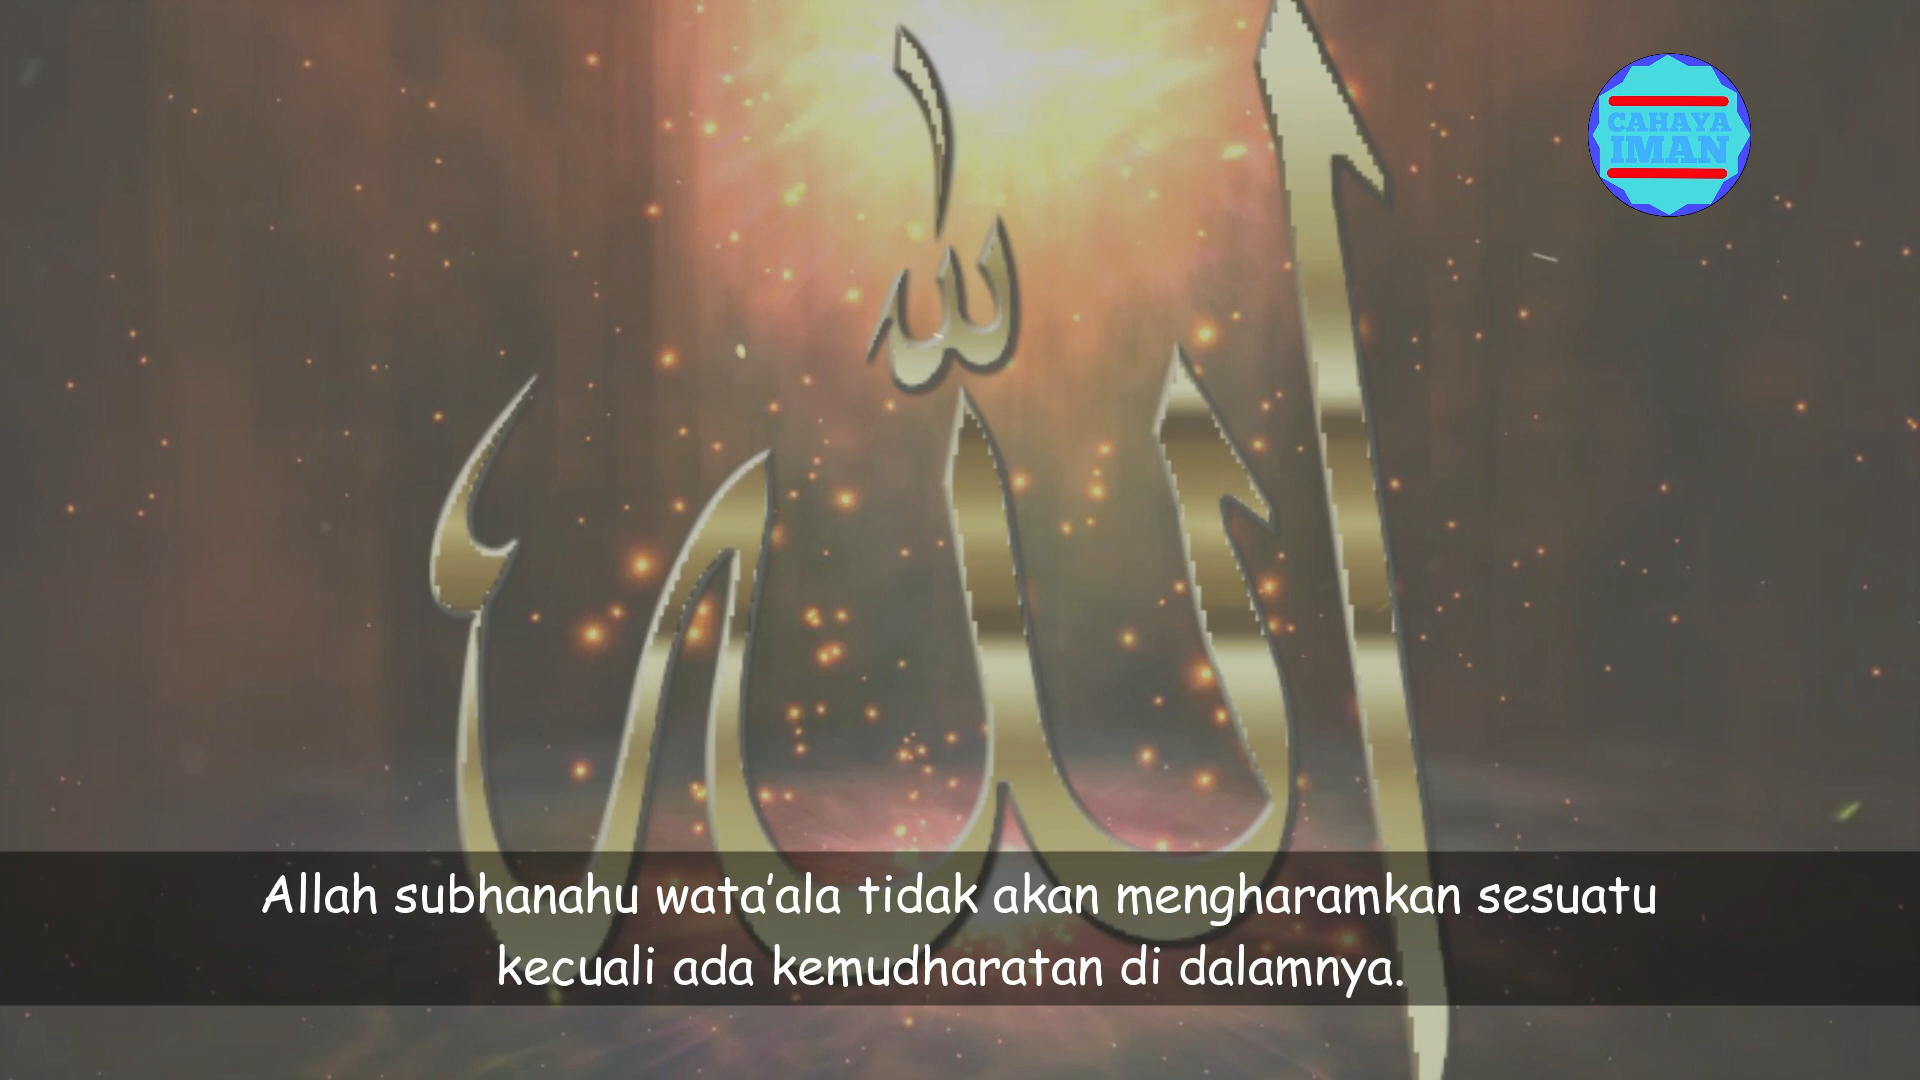 الله
CAHAYA
IMAN
Allah subhanahu wata'ala tidak akan mengharamkan sesuatu
kecuali ada kemudharatan di dalamnya.